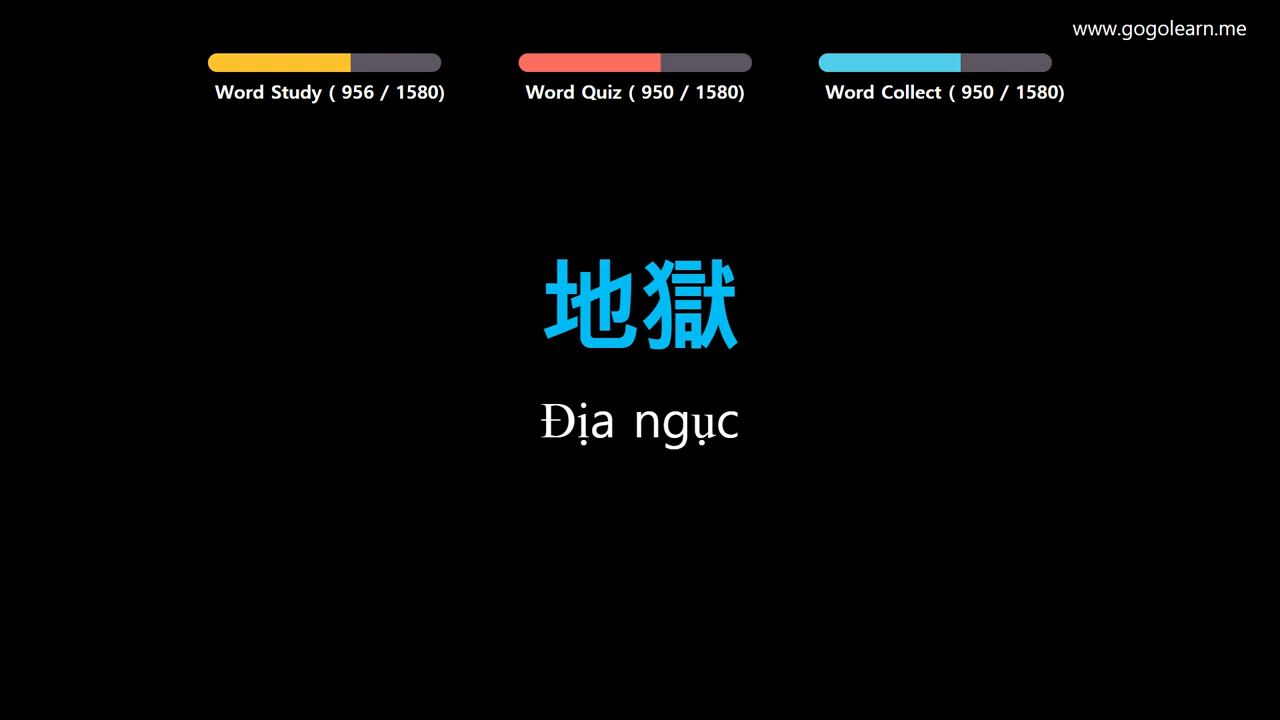 www.gogolearn.me
Word Study ( 956 / 1580)
Word Quiz ( 950 / 1580)
Word Collect ( 950 / 1580)
地獄
Địa ngục